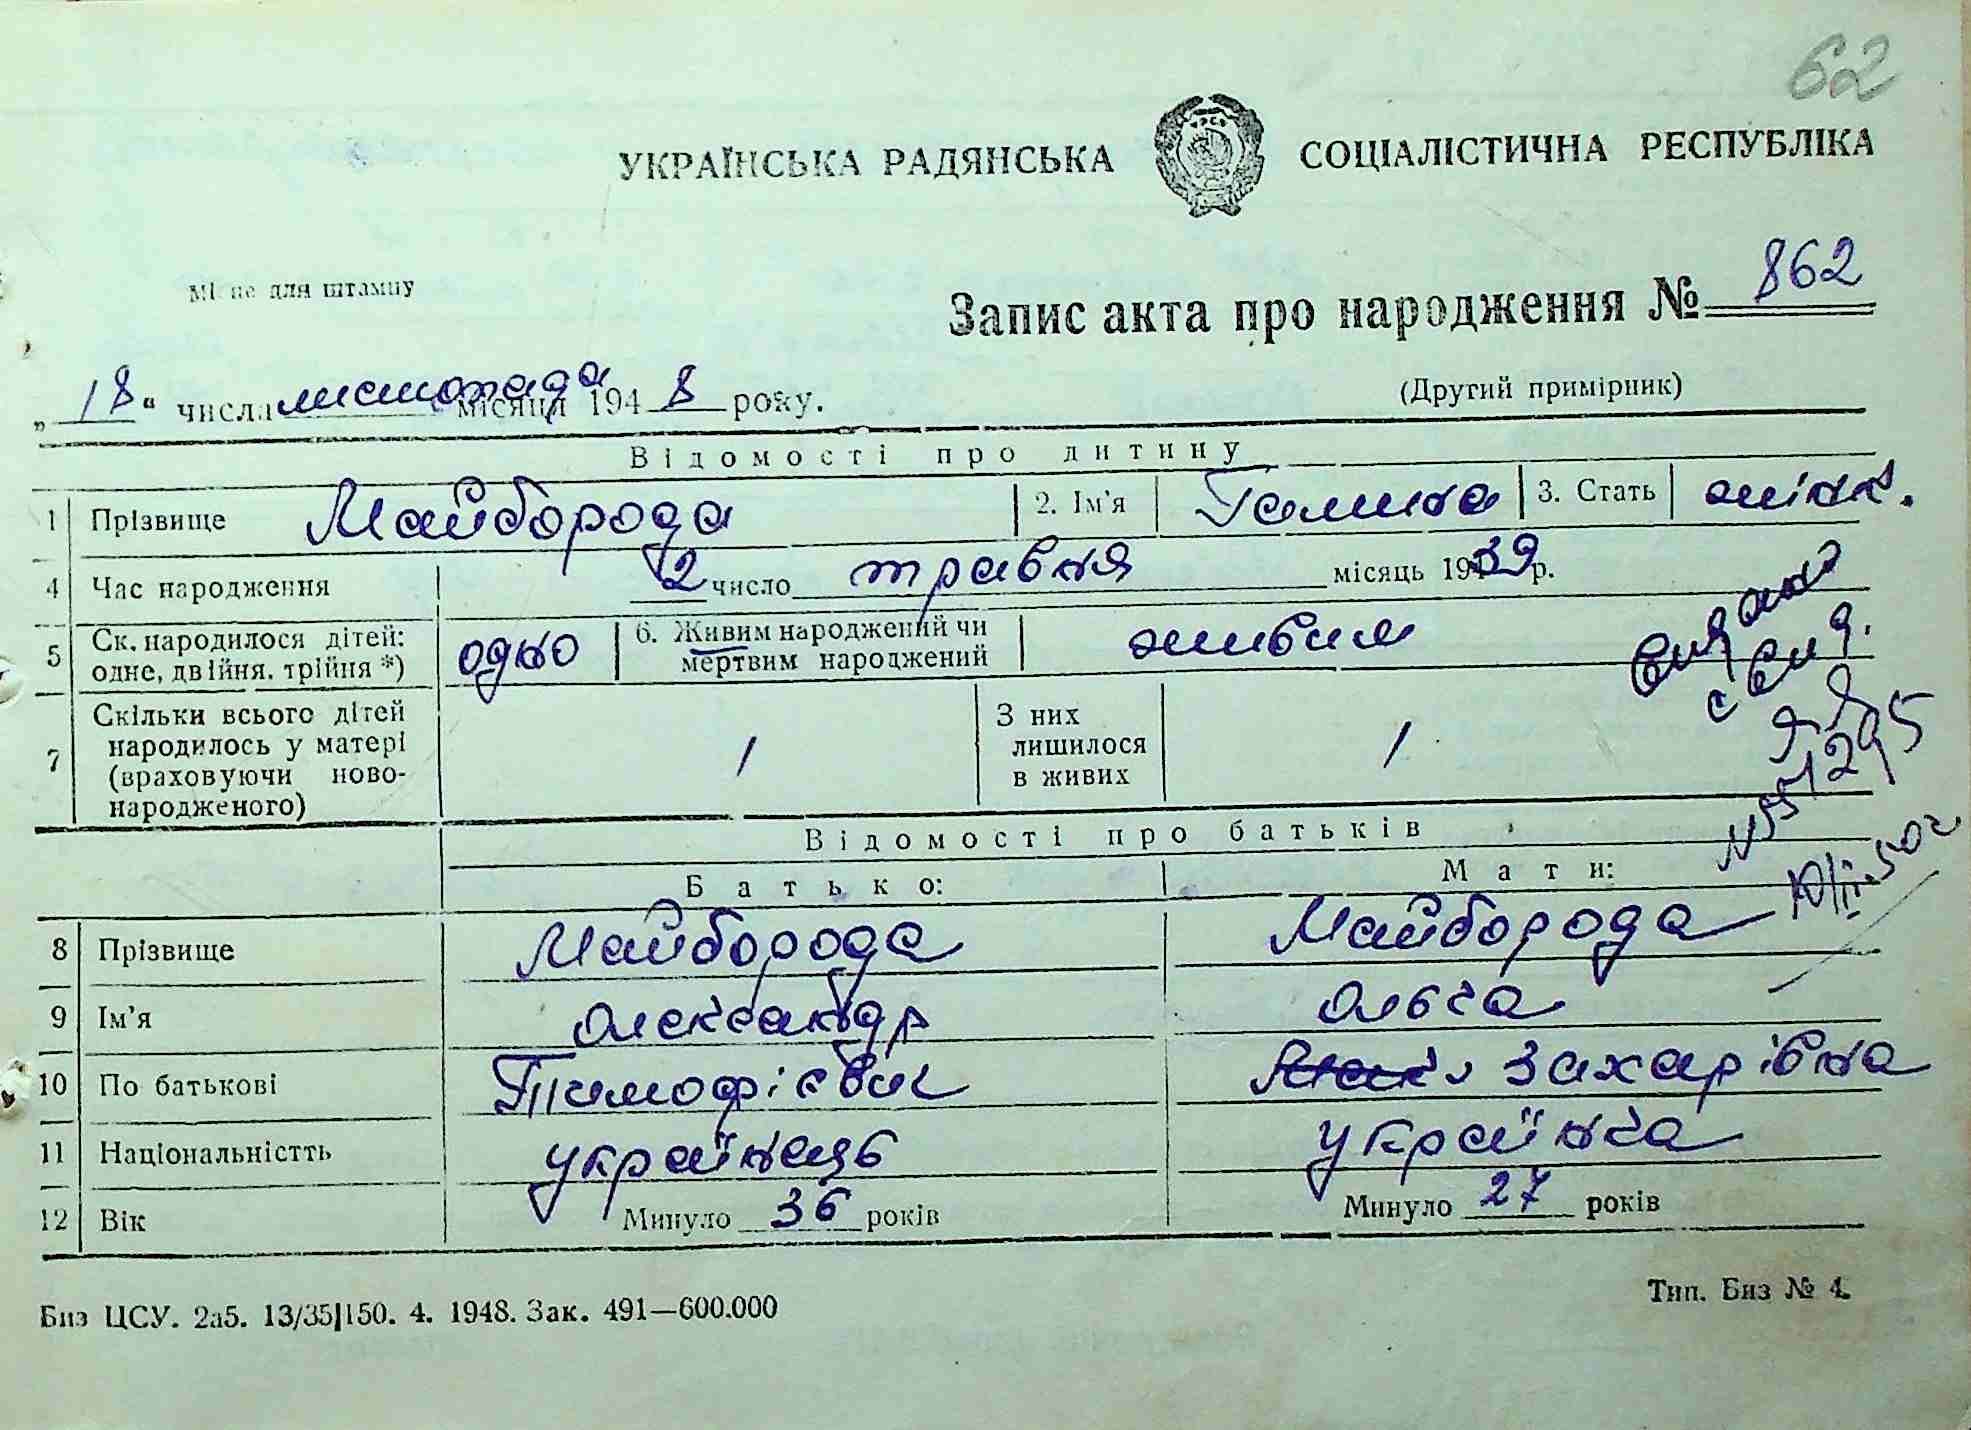 62
УКРАЇНСЬКА РАДЯНСЬКА СОЦІАЛІСТИЧНА РЕСПУБЛІКА
Місце для штампу
Запис акта про народження № 862
„18“ числа листопада місяця 1948 року.
(Другий примірник)
Відомості про дитину
1 Прізвище Майборода 2. Ім'я Галина 3. Стать жіноч.
4 Час народження 2 число травня місяць 1939 р.
5 Ск. народилося дітей: одне, двійня, трійня *) одно 6. Живим народжений чи мертвим народжений живим
7 Скільки всього дітей народилось у матері (враховуючи новонародженого) 1 З них лишилося в живих 1
Відомості про батьків
Батько: Мати:
8 Прізвище Майборода Майборода
9 Ім'я Олександр Ольга
10 По батькові Тимофієвич Захарівна
11 Національністть українець українка
12 Вік Минуло 36 років Минуло 27 років
Биз ЦСУ. 2а5. 13/35|150. 4. 1948. Зак. 491—600.000
Тип. Биз № 4.